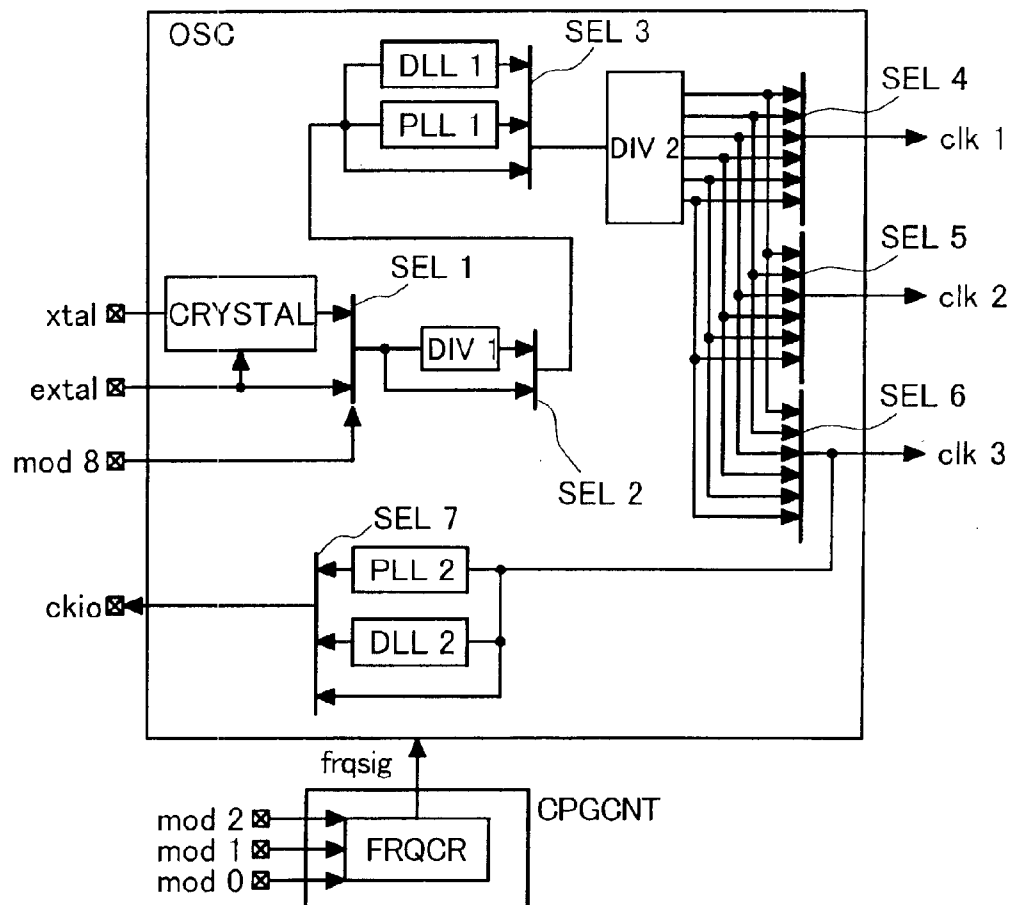 OSC
SEL 3
DLL 1
SEL 4
PLL 1
DIV 2
clk 1
SEL 5
SEL 1
xtal
CRYSTAL
clk 2
DIV 1
extal
SEL 6
mod 8
clk 3
SEL 2
SEL 7
PLL 2
ckio
DLL 2
frqsig
CPGCNT
mod 2
mod 1
FRQCR
mod 0